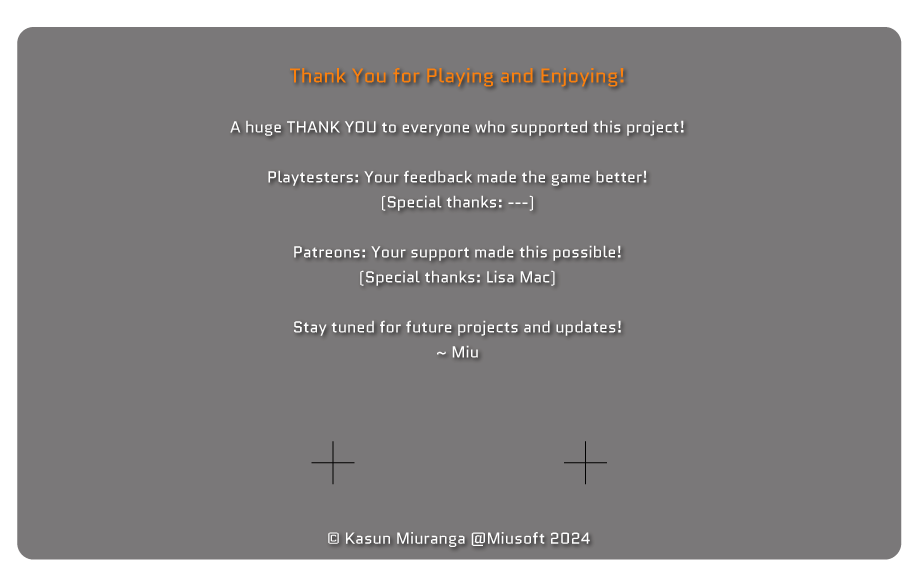 Thank You for Playing and Enjoying!
A huge THANK YOU to everyone who supported this project!
Playtesters: Your feedback made the game better!
(Special thanks: ---)
Patreons: Your support made this possible!
(Special thanks: Lisa Mac)
Stay tuned for future projects and updates!
~ Miu
© Kasun Miuranga @Miusoft 2024